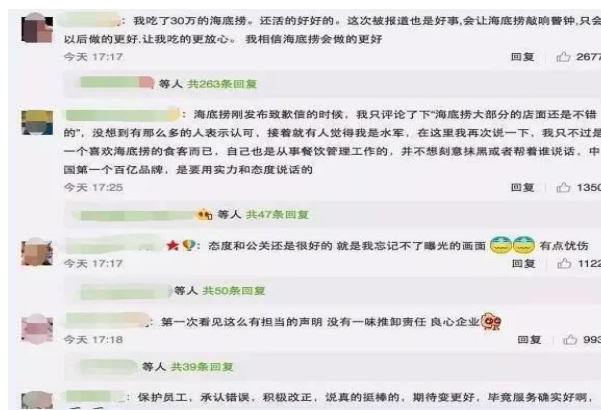 ：我吃了30万的海底捞。还活的好好的。这次被报道也是好事,会让海底捞敲响警钟,只会
以后做的更好.让我吃的更放心。 我相信海底捞会做的更好
今天 17:17 回复 2677
等人 共263条回复
：海底捞刚发布致歉信的时候，我只评论了下“海底捞大部分的店面还是不错
的”，没想到有那么多的人表示认可，接着就有人觉得我是水军，在这里我再次说一下，我只不过是
一个喜欢海底捞的食客而已，自己也是从事餐饮管理工作的，并不想刻意抹黑或者帮着谁说话，中
国第一个百亿品牌，是要用实力和态度说话的
今天 17:25 回复 1350
等人 共47条回复
：态度和公关还是很好的 就是我忘记不了曝光的画面 有点忧伤
今天 17:17 回复 1122
等人 共50条回复
：第一次看见这么有担当的声明 没有一味推卸责任 良心企业
今天 17:18 回复 993
等人 共39条回复
：保护员工，承认错误，积极改正，说真的挺棒的，期待变更好，毕竟服务确实好啊，